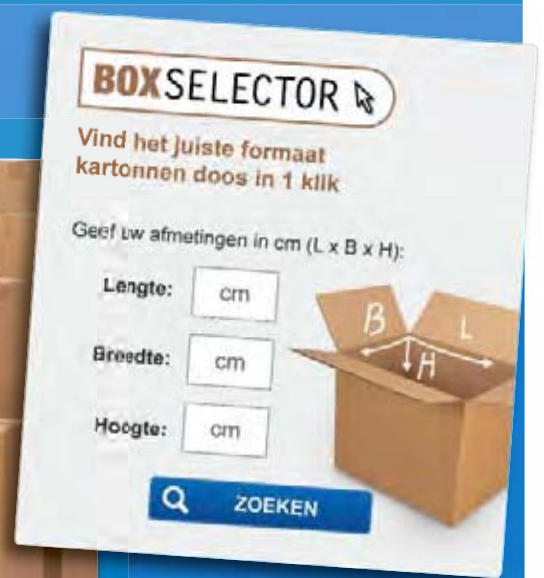 BOXSELECTOR
Vind het juiste formaat
kartonnen doos in 1 klik
Geef uw afmetingen in cm (L x B x H):
Lengte: cm
Breedte: cm
Hoogte: cm
B L
H
ZOEKEN